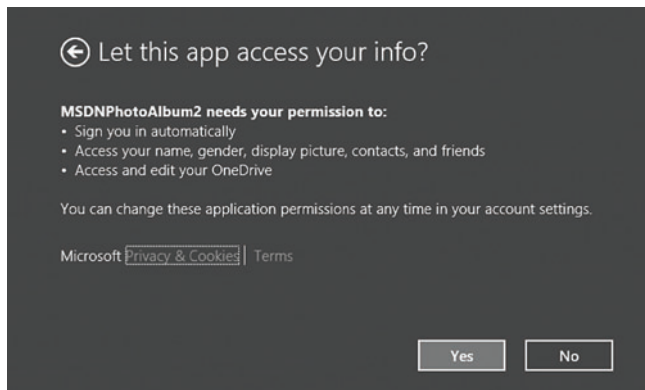 Let this app access your info?
MSDNPhotoAlbum2 needs your permission to:
• Sign you in automatically
• Access your name, gender, display picture, contacts, and friends
• Access and edit your OneDrive
You can change these application permissions at any time in your account settings.
Microsoft Privacy & Cookies | Terms
Yes No